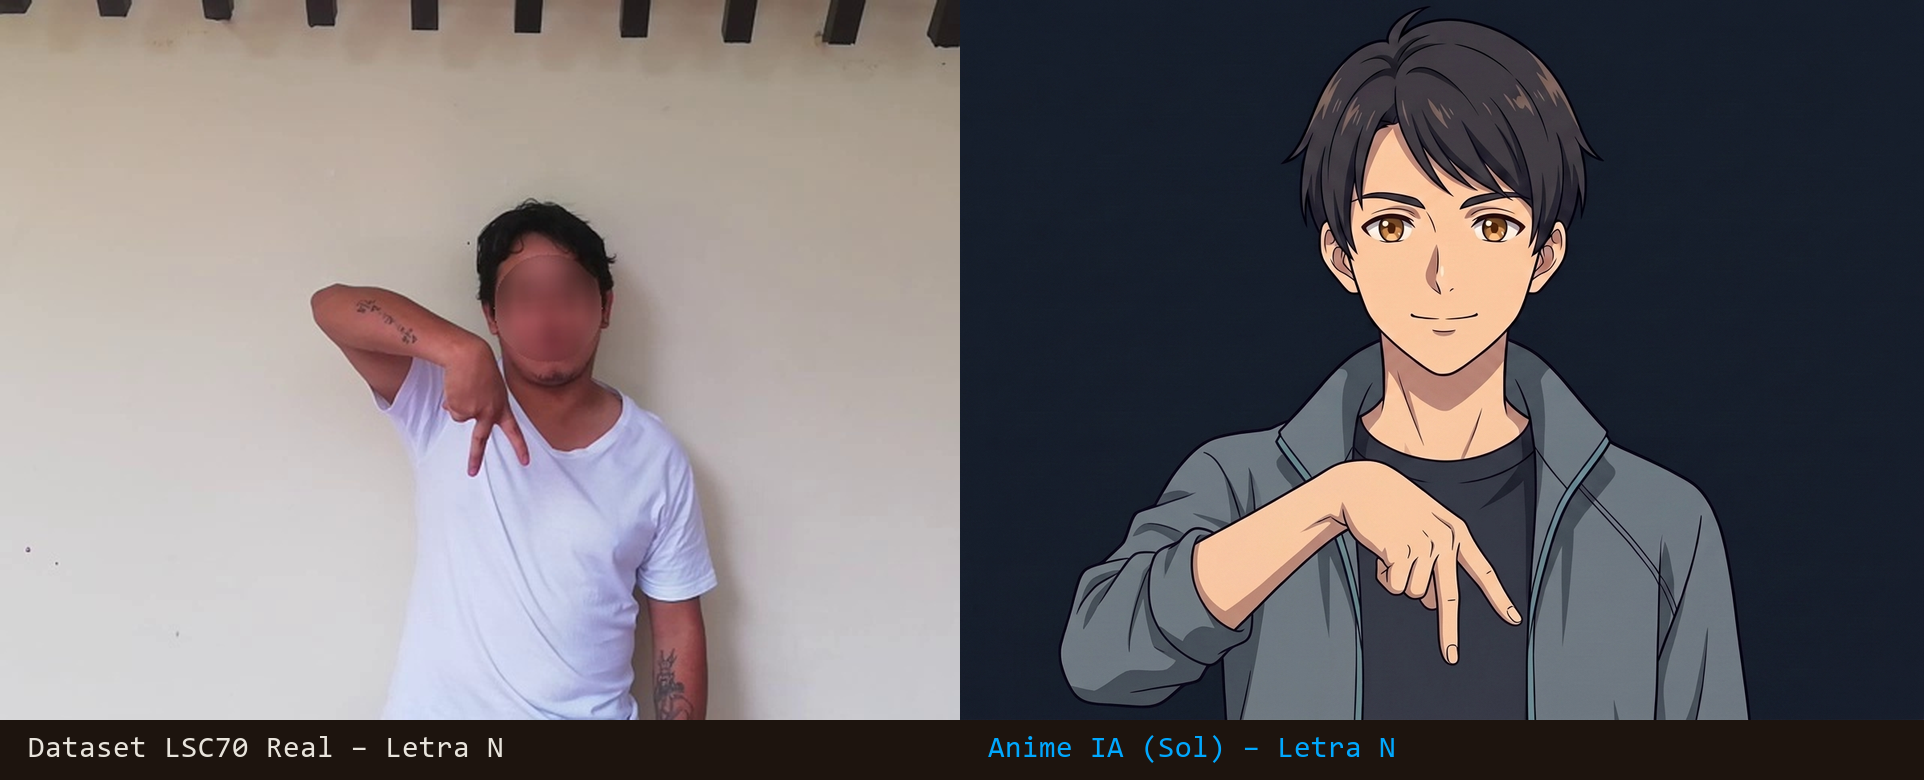 Dataset LSC70 Real – Letra N
Anime IA (Sol) – Letra N